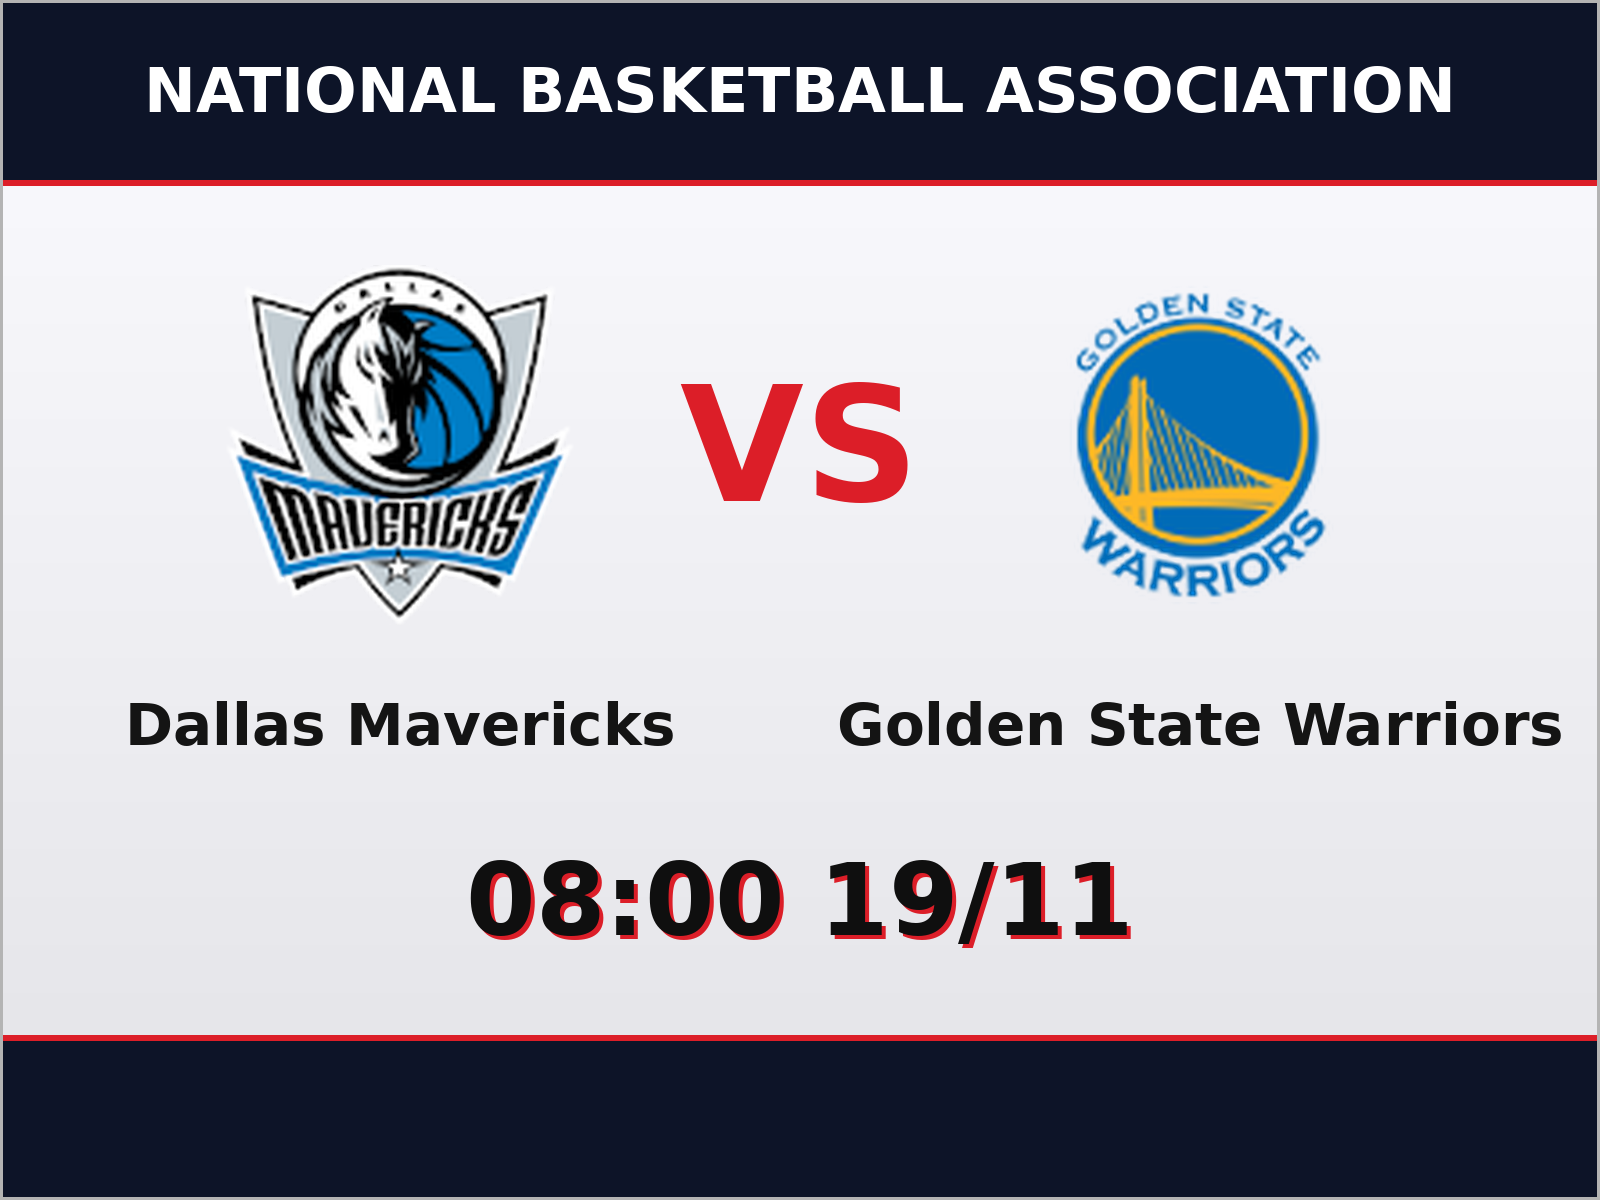 NATIONAL BASKETBALL ASSOCIATION
DALLAS
MAVERICKS
VS
GOLDEN STATE
WARRIORS
Dallas Mavericks
Golden State Warriors
08:00 19/11